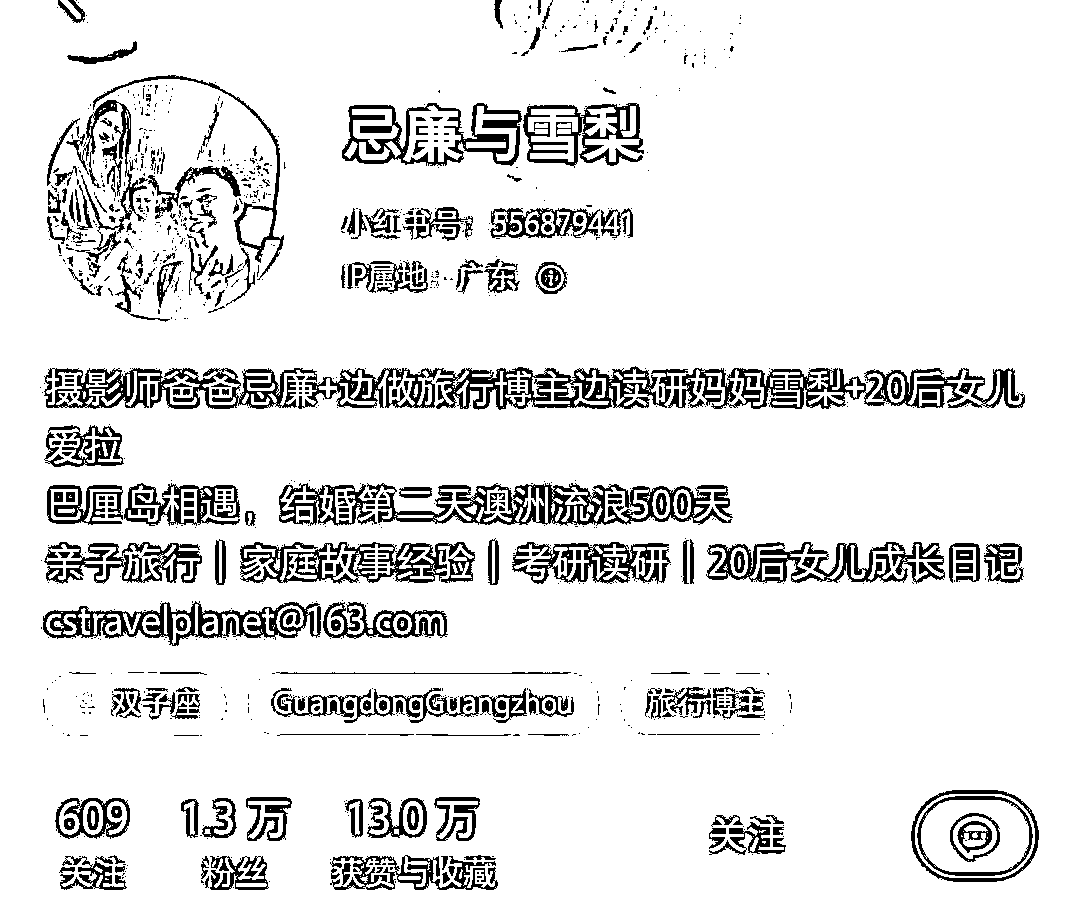 忌廉与雪梨
小红书号：556879441
IP属地：广东
摄影师爸爸忌廉+边做旅行博主边读研妈妈雪梨+20后女儿
爱拉
巴厘岛相遇，结婚第二天澳洲流浪500天
亲子旅行｜家庭故事经验｜考研读研｜20后女儿成长日记
cstravelplanet@163.com
双子座 GuangdongGuangzhou 旅行博主
609 1.3万 13.0万
关注 粉丝 获赞与收藏 关注